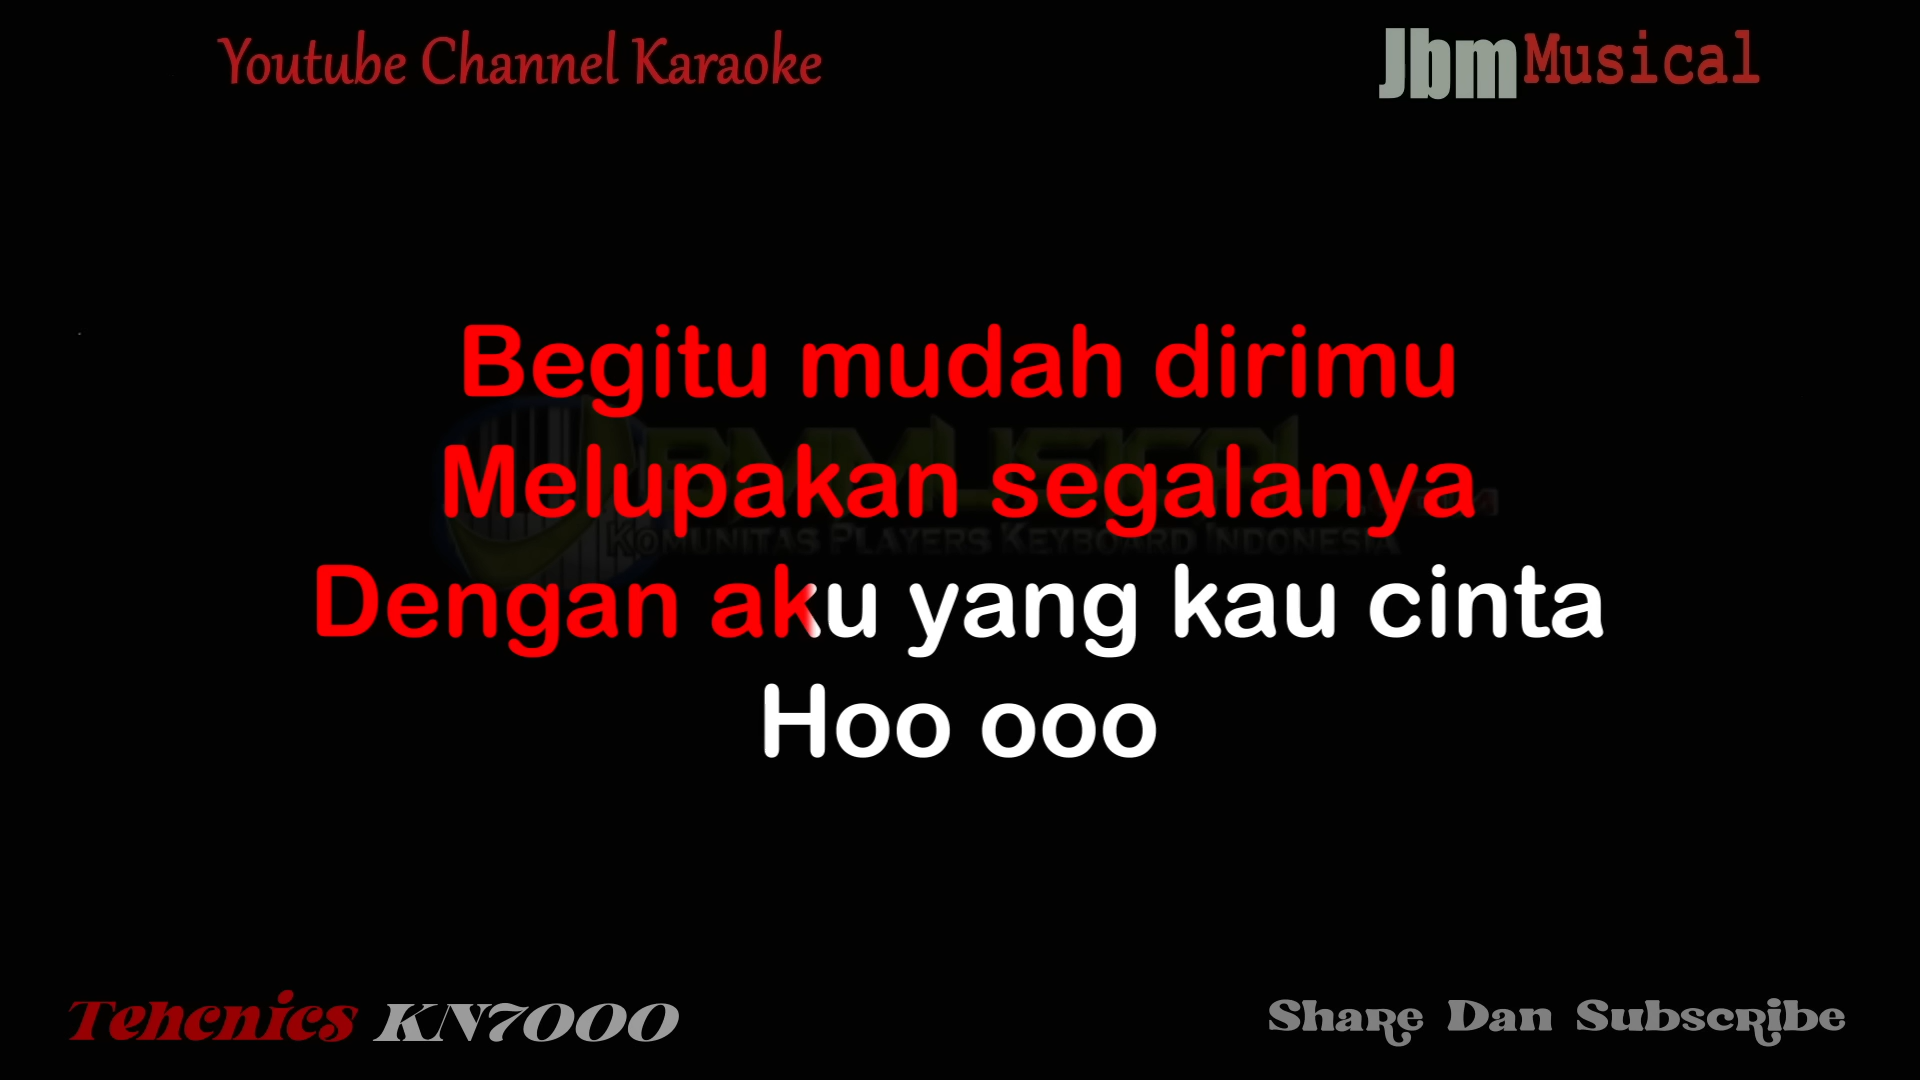 Youtube Channel Karaoke
JbmMusical
Begitu mudah dirimu
Melupakan segalanya
Dengan aku yang kau cinta
Hoo ooo
Komunitas Players Keyboard Indonesia
Tehcnics KN7000
Share Dan Subscribe